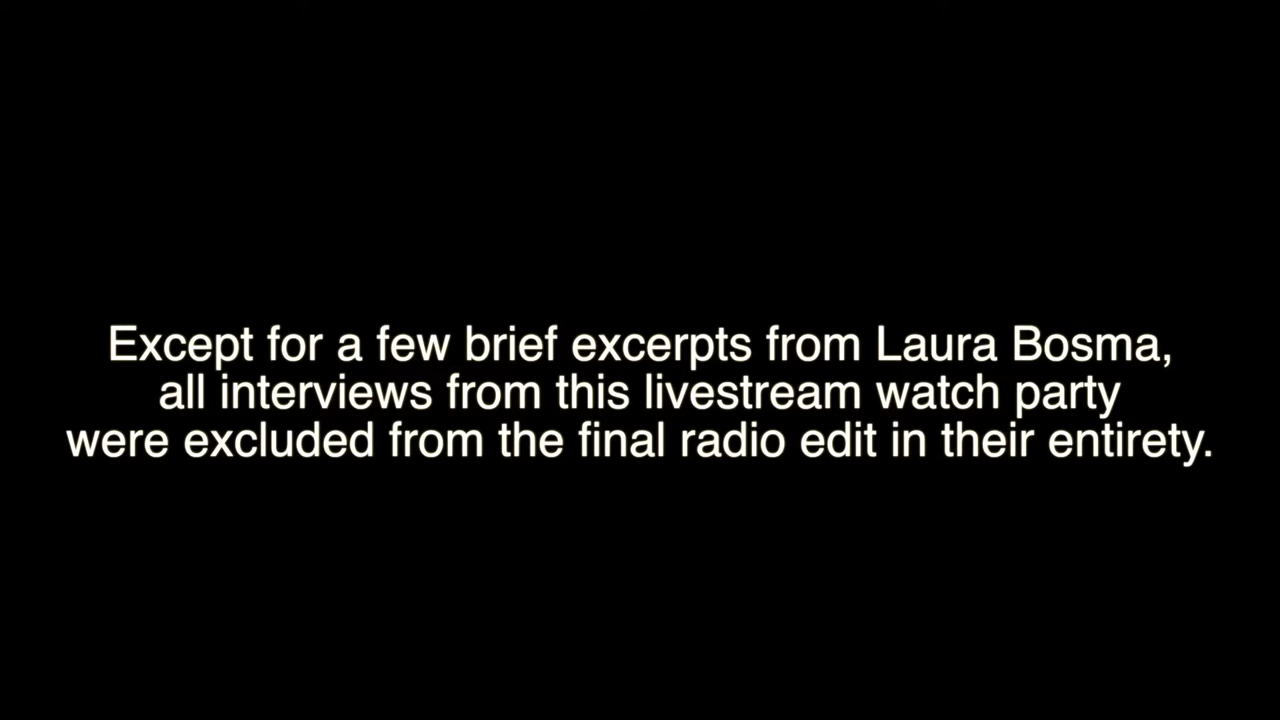 Except for a few brief excerpts from Laura Bosma,
all interviews from this livestream watch party
were excluded from the final radio edit in their entirety.